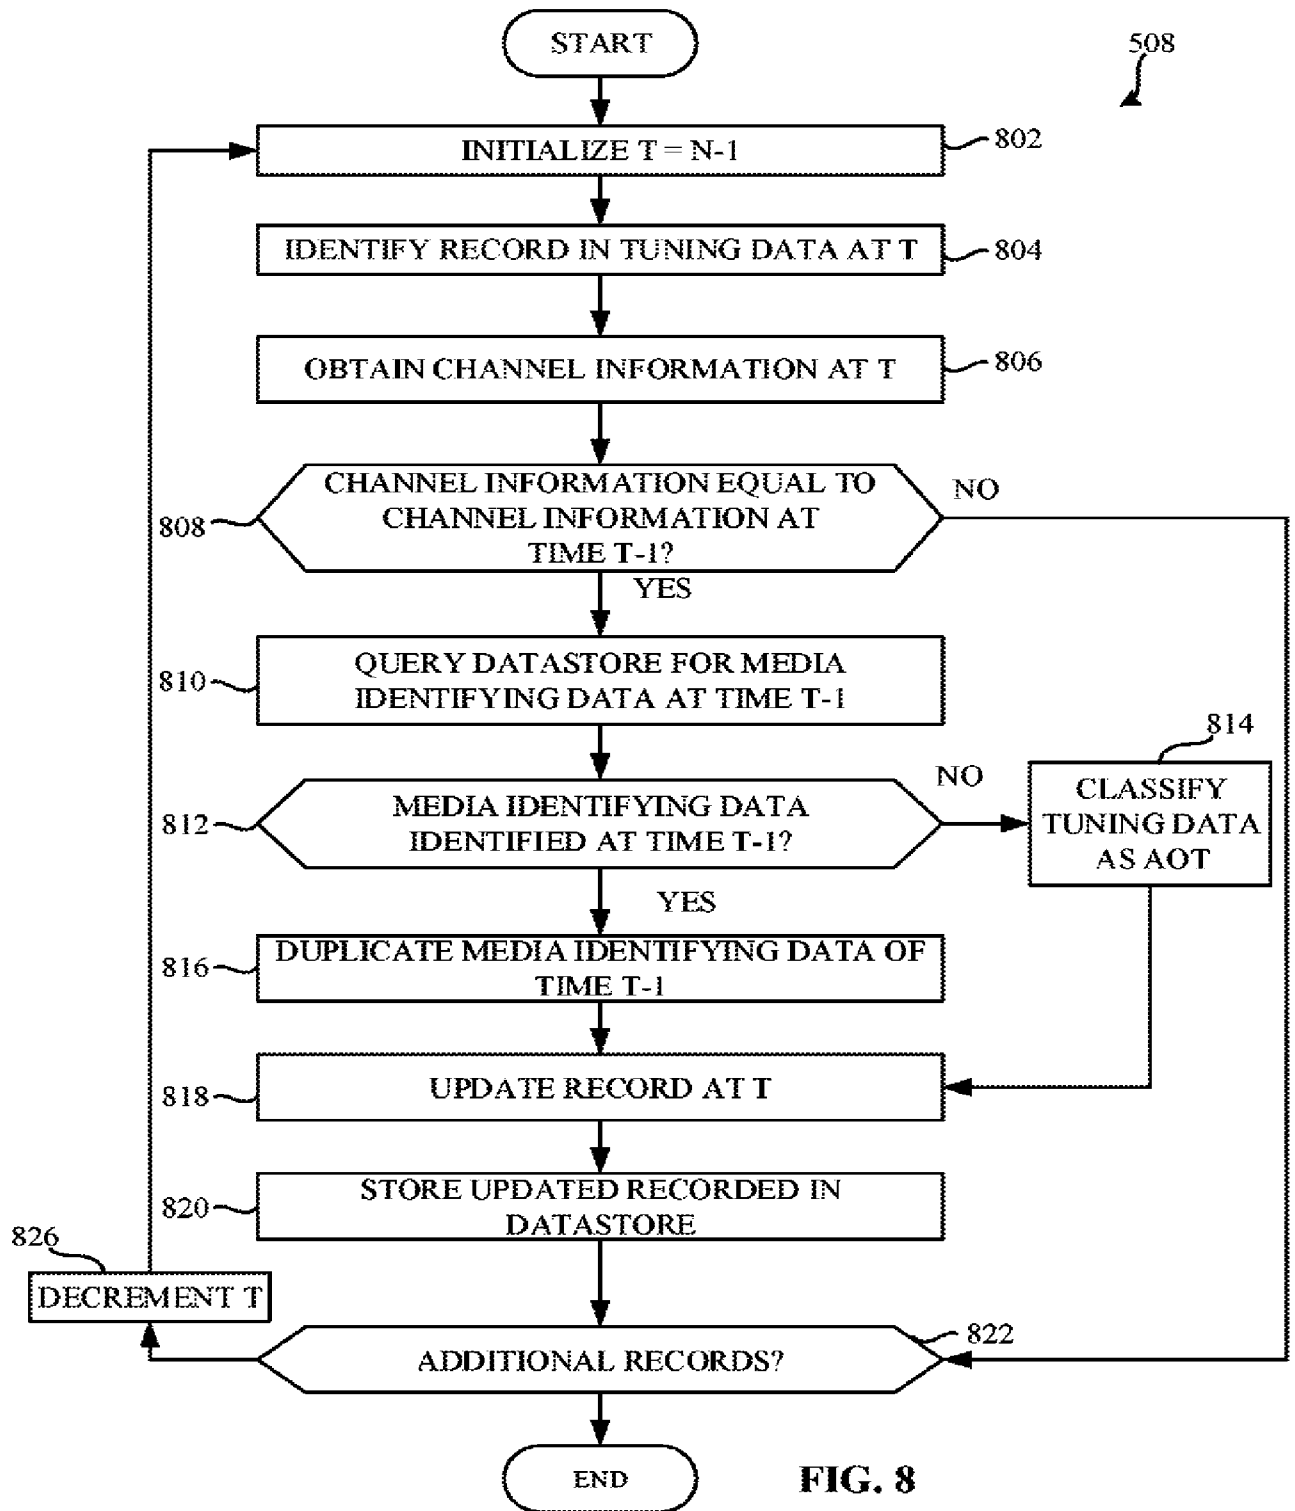 START
508
INITIALIZE T = N-1
802
IDENTIFY RECORD IN TUNING DATA AT T
804
OBTAIN CHANNEL INFORMATION AT T
806
CHANNEL INFORMATION EQUAL TO
CHANNEL INFORMATION AT
TIME T-1?
808
NO
YES
QUERY DATASTORE FOR MEDIA
IDENTIFYING DATA AT TIME T-1
810
MEDIA IDENTIFYING DATA
IDENTIFIED AT TIME T-1?
812
NO
814
CLASSIFY
TUNING DATA
AS AOT
YES
DUPLICATE MEDIA IDENTIFYING DATA OF
TIME T-1
816
UPDATE RECORD AT T
818
STORE UPDATED RECORDED IN
DATASTORE
820
826
DECREMENT T
ADDITIONAL RECORDS?
822
END
FIG. 8